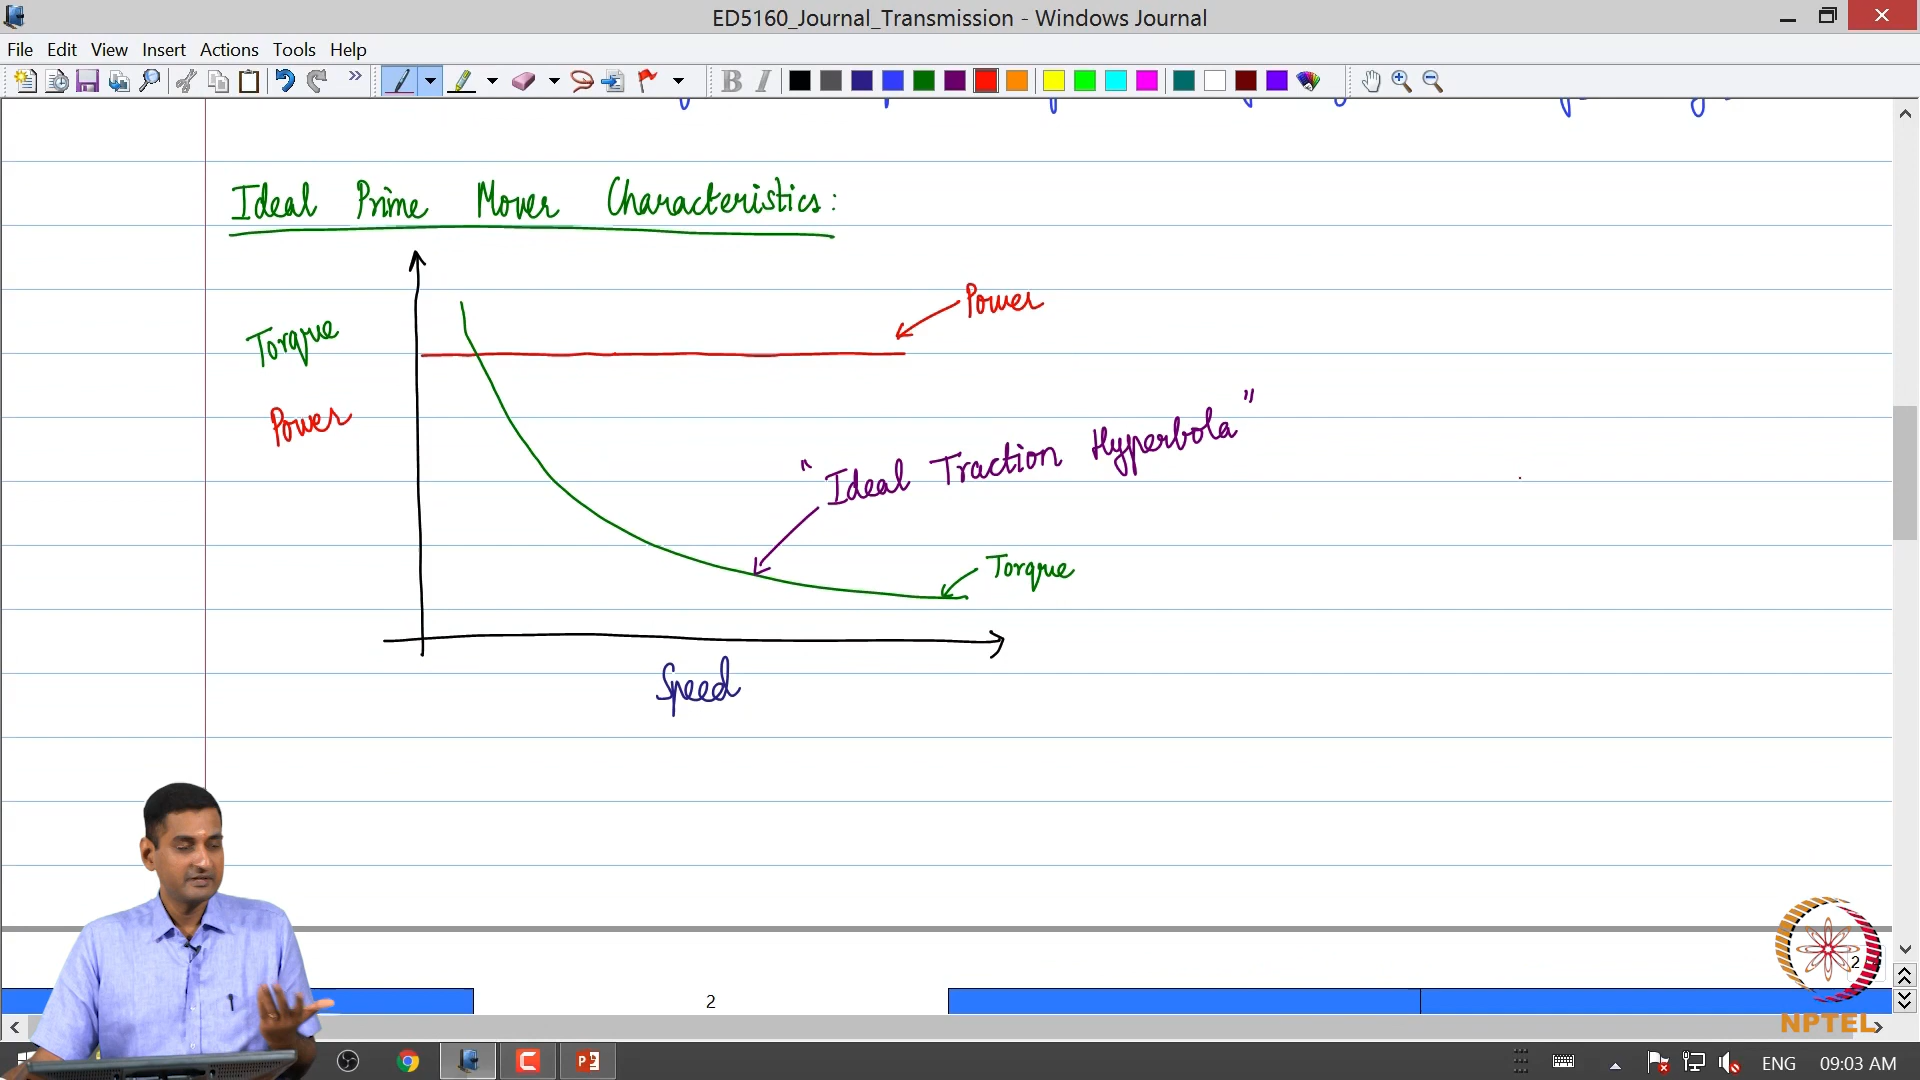 ED5160_Journal_Transmission - Windows Journal
File Edit View Insert Actions Tools Help
B I
Ideal Prime Mover Characteristics:
Power
Torque
Power
"Ideal Traction Hyperbola"
Torque
Speed
2
2
NPTEL
ENG 09:03 AM